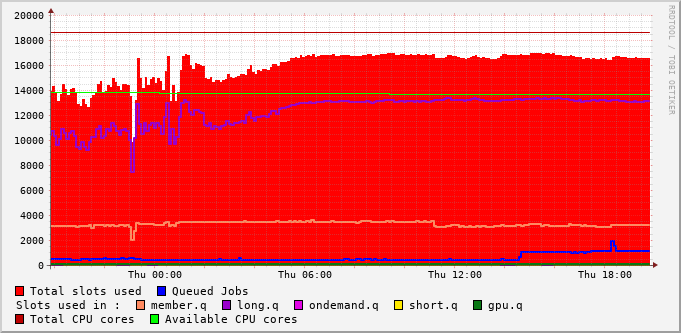 20000
18000
16000
14000
12000
10000
8000
6000
4000
2000
0
Thu 00:00 Thu 06:00 Thu 12:00 Thu 18:00
RRDTOOL / TOBI OETIKER
Total slots used Queued Jobs
Slots used in : member.q long.q ondemand.q short.q gpu.q
Total CPU cores Available CPU cores